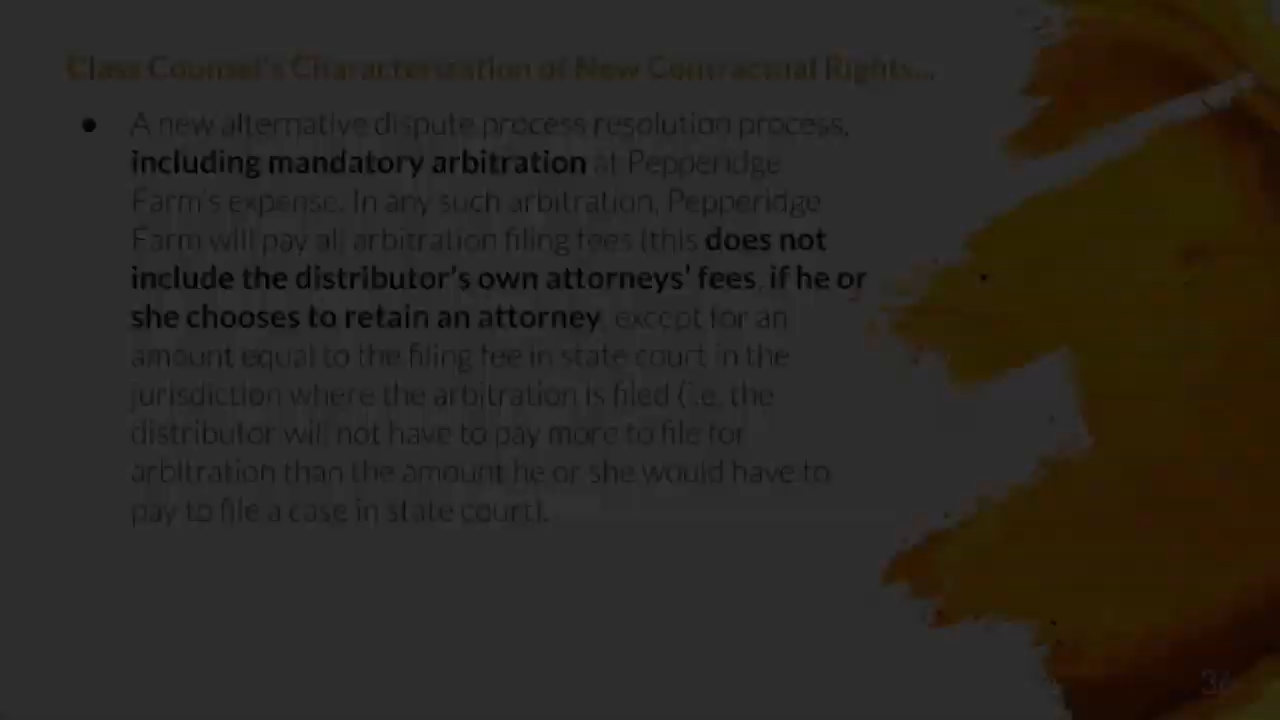 Class Counsel's Characterization of New Contractual Rights...
● A new alternative dispute process resolution process,
including mandatory arbitration at Pepperidge
Farm's expense. In any such arbitration, Pepperidge
Farm will pay all arbitration filing fees (this does not
include the distributor's own attorneys' fees, if he or
she chooses to retain an attorney, except for an
amount equal to the filing fee in state court in the
jurisdiction where the arbitration is filed (i.e. the
distributor will not have to pay more to file for
arbitration than the amount he or she would have to
pay to file a case in state court).